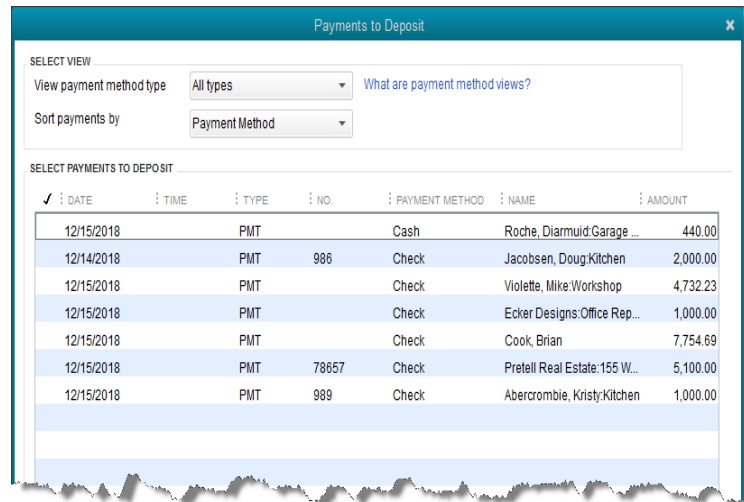 Payments to Deposit
SELECT VIEW
View payment method type All types What are payment method views?
Sort payments by Payment Method
SELECT PAYMENTS TO DEPOSIT
✓ DATE TIME TYPE NO. PAYMENT METHOD NAME AMOUNT
12/15/2018 PMT Cash Roche, Diarmuid:Garage ... 440.00
12/14/2018 PMT 986 Check Jacobsen, Doug:Kitchen 2,000.00
12/15/2018 PMT Check Violette, Mike:Workshop 4,732.23
12/15/2018 PMT Check Ecker Designs:Office Rep... 1,000.00
12/15/2018 PMT Check Cook, Brian 7,754.69
12/15/2018 PMT 78657 Check Pretell Real Estate:155 W... 5,100.00
12/15/2018 PMT 989 Check Abercrombie, Kristy:Kitchen 1,000.00